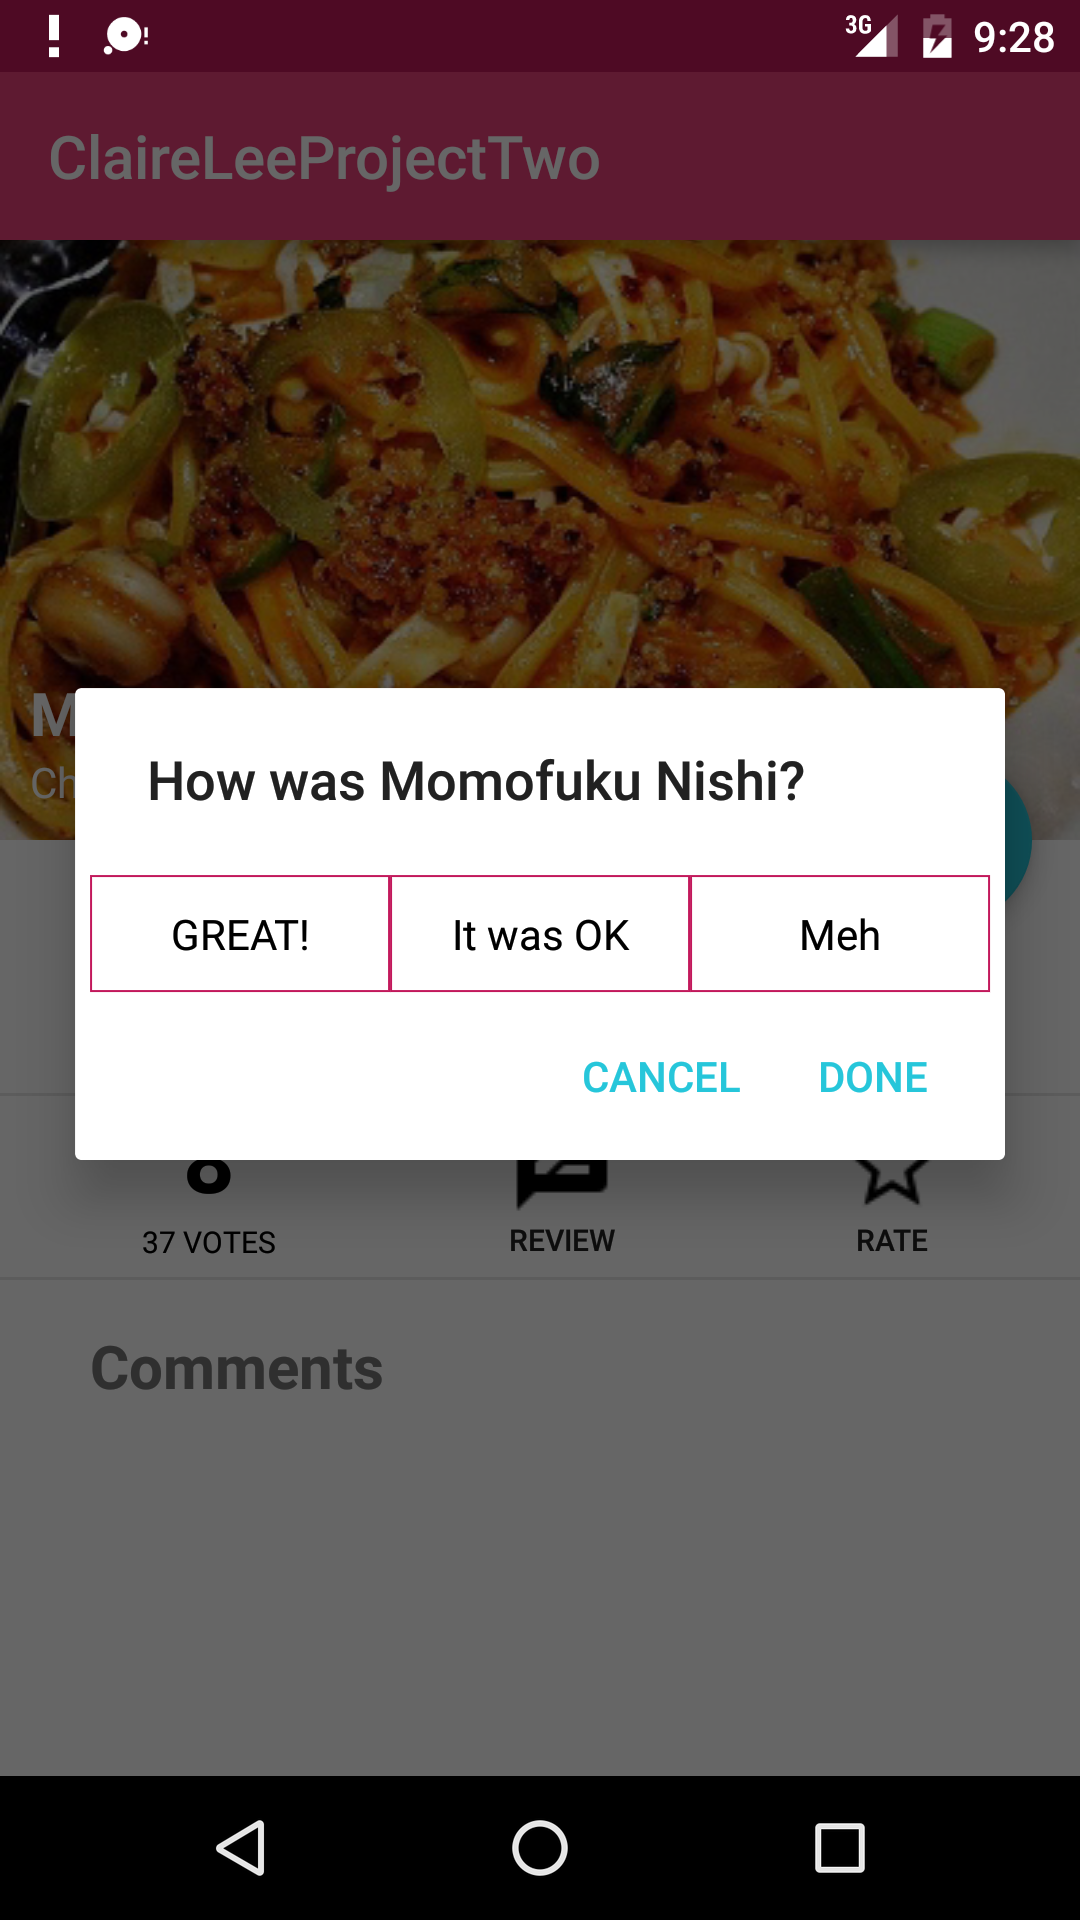 3G 9:28
ClaireLeeProjectTwo
How was Momofuku Nishi?
GREAT! It was OK Meh
CANCEL DONE
8
37 VOTES REVIEW RATE
Comments